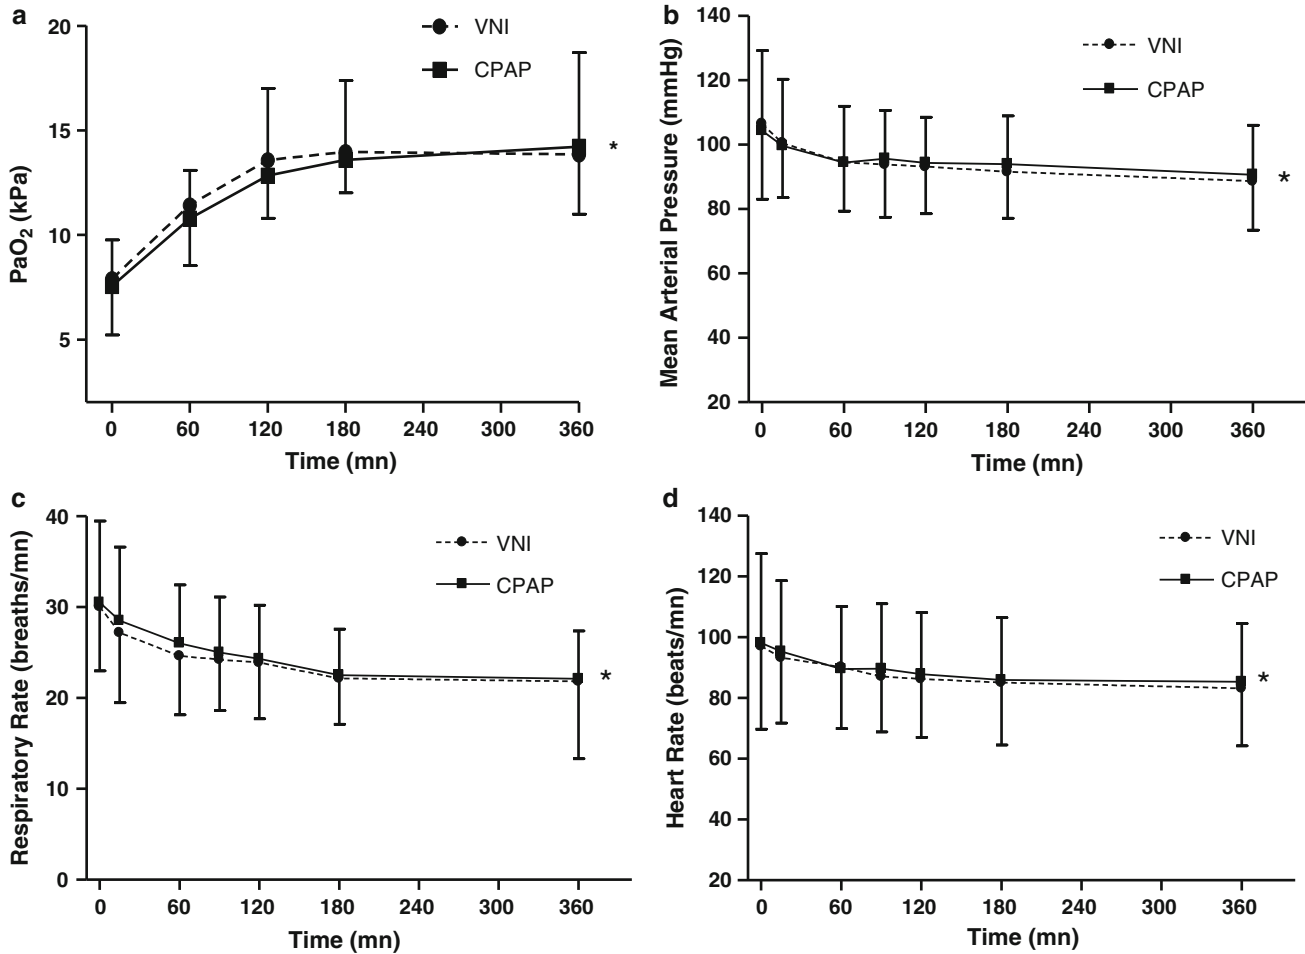 a
VNI
CPAP
20
15
10
5
PaO2 (kPa)
0 60 120 180 240 300 360
Time (mn)
*
b
VNI
CPAP
140
120
100
80
60
40
20
Mean Arterial Pressure (mmHg)
0 60 120 180 240 300 360
Time (mn)
*
c
VNI
CPAP
40
30
20
10
0
Respiratory Rate (breaths/mn)
0 60 120 180 240 300 360
Time (mn)
*
d
VNI
CPAP
140
120
100
80
60
40
20
Heart Rate (beats/mn)
0 60 120 180 240 300 360
Time (mn)
*